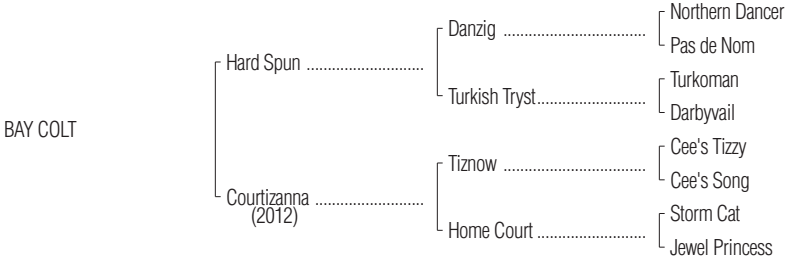 Northern Dancer
Danzig ................................
Pas de Nom
Hard Spun ..........................
Turkoman
Turkish Tryst........................
Darbyvail
BAY COLT
Cee's Tizzy
Tiznow ................................
Cee's Song
Courtizanna ........................
(2012)
Storm Cat
Home Court ........................
Jewel Princess